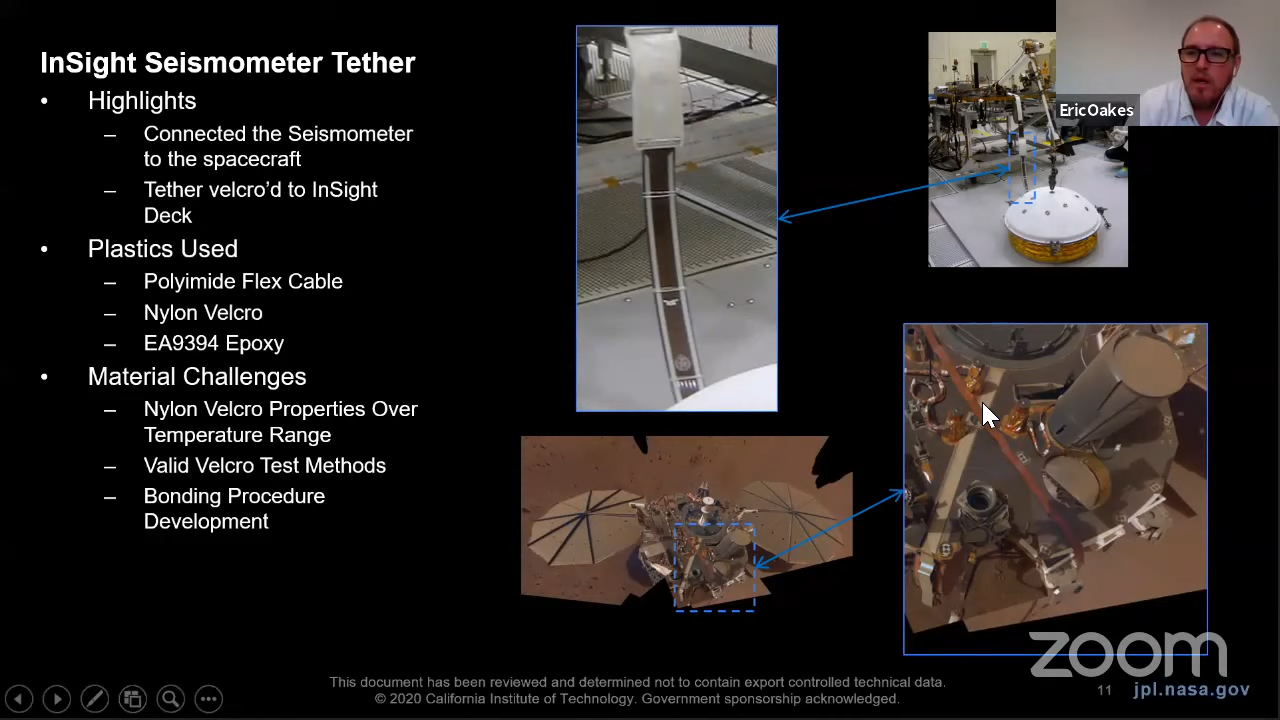 InSight Seismometer Tether
• Highlights
– Connected the Seismometer
to the spacecraft
– Tether velcro'd to InSight
Deck
• Plastics Used
– Polyimide Flex Cable
– Nylon Velcro
– EA9394 Epoxy
• Material Challenges
– Nylon Velcro Properties Over
Temperature Range
– Valid Velcro Test Methods
– Bonding Procedure
Development
EricOakes
This document has been reviewed and determined not to contain export controlled technical data.
© 2020 California Institute of Technology. Government sponsorship acknowledged.
zoom
11 jpl.nasa.gov